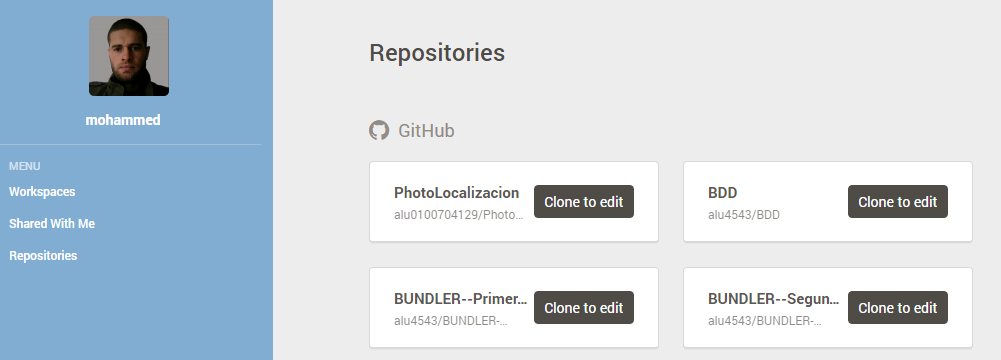 mohammed
MENU
Workspaces
Shared With Me
Repositories
Repositories
GitHub
PhotoLocalizacion
alu0100704129/Photo...
Clone to edit
BDD
alu4543/BDD
Clone to edit
BUNDLER--Primer...
alu4543/BUNDLER-...
Clone to edit
BUNDLER--Segun...
alu4543/BUNDLER-...
Clone to edit